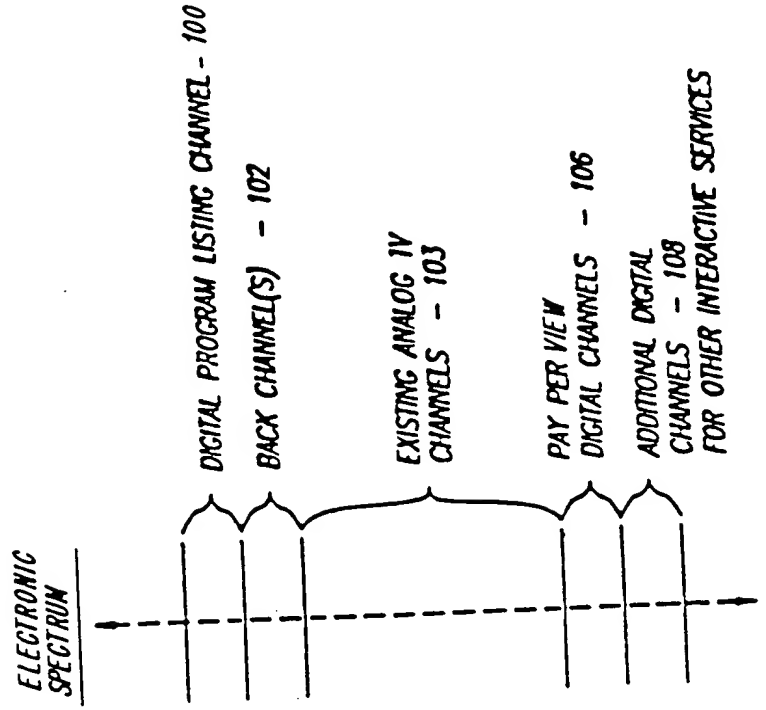 ELECTRONIC
SPECTRUM
DIGITAL PROGRAM LISTING CHANNEL - 100
BACK CHANNEL(S) - 102
EXISTING ANALOG TV
CHANNELS - 103
PAY PER VIEW
DIGITAL CHANNELS - 106
ADDITIONAL DIGITAL
CHANNELS - 108
FOR OTHER INTERACTIVE SERVICES